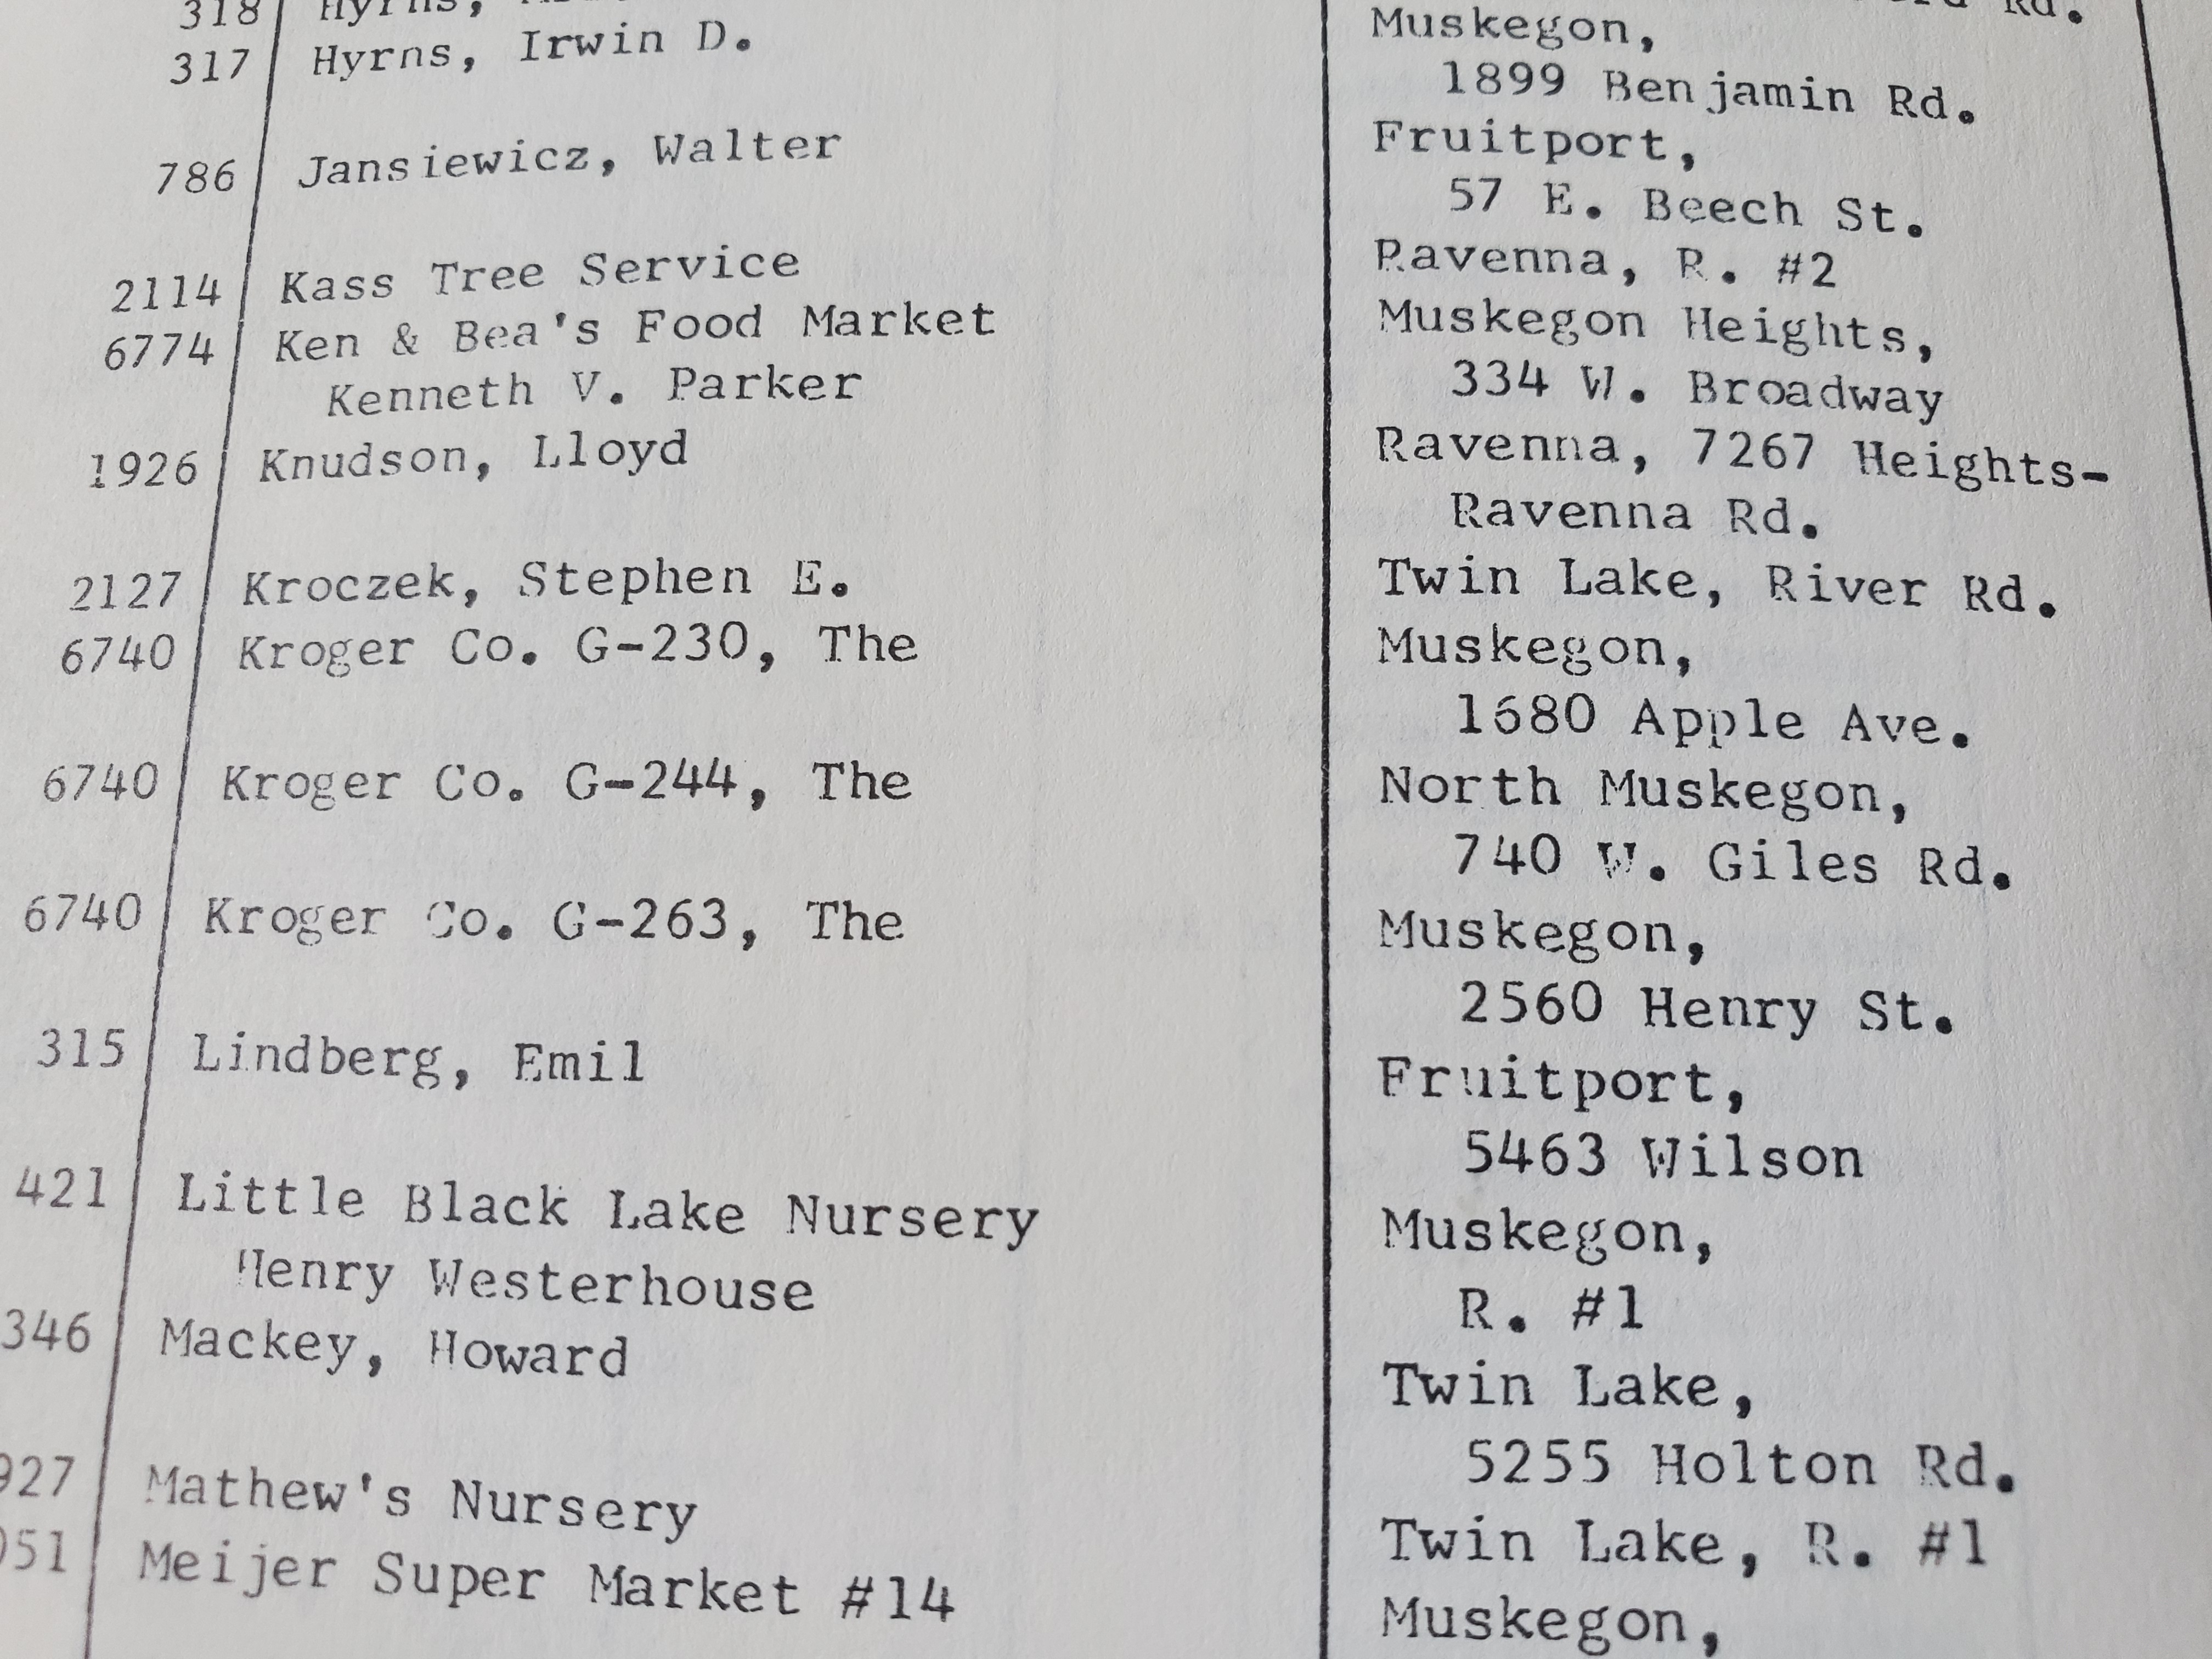 318 Hyrns,
Rd.
317 Hyrns, Irwin D. Muskegon,
1899 Benjamin Rd.
786 Jansiewicz, Walter Fruitport,
57 E. Beech St.
2114 Kass Tree Service Ravenna, R. #2
6774 Ken & Bea's Food Market Muskegon Heights,
Kenneth V. Parker 334 W. Broadway
1926 Knudson, Lloyd Ravenna, 7267 Heights-
Ravenna Rd.
2127 Kroczek, Stephen E. Twin Lake, River Rd.
6740 Kroger Co. G-230, The Muskegon,
1680 Apple Ave.
6740 Kroger Co. G-244, The North Muskegon,
740 W. Giles Rd.
6740 Kroger Co. G-263, The Muskegon,
2560 Henry St.
315 Lindberg, Emil Fruitport,
5463 Wilson
421 Little Black Lake Nursery Muskegon,
Henry Westerhouse R. #1
346 Mackey, Howard Twin Lake,
5255 Holton Rd.
927 Mathew's Nursery Twin Lake, R. #1
051 Meijer Super Market #14 Muskegon,